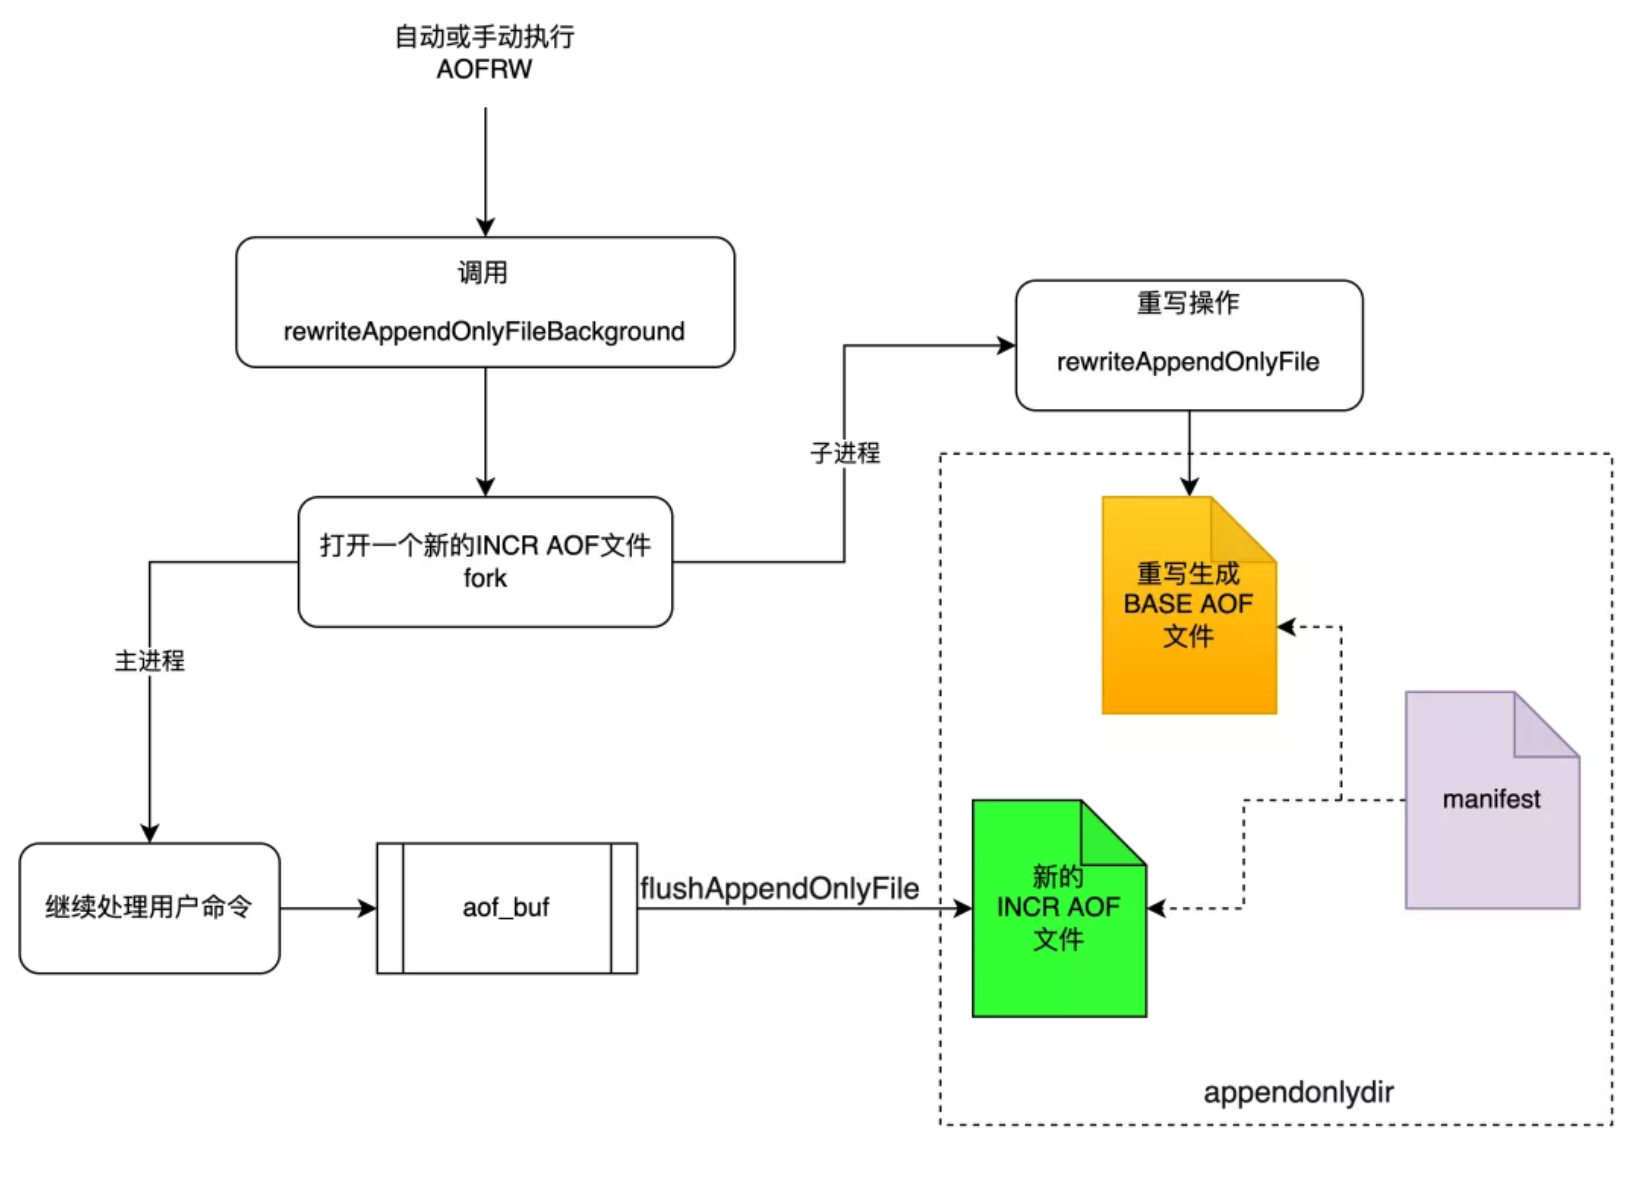 自动或手动执行
AOFRW
调用
rewriteAppendOnlyFileBackground
重写操作
rewriteAppendOnlyFile
子进程
打开一个新的INCR AOF文件
fork
重写生成
BASE AOF
文件
主进程
manifest
继续处理用户命令
aof_buf
flushAppendOnlyFile
新的
INCR AOF
文件
appendonlydir